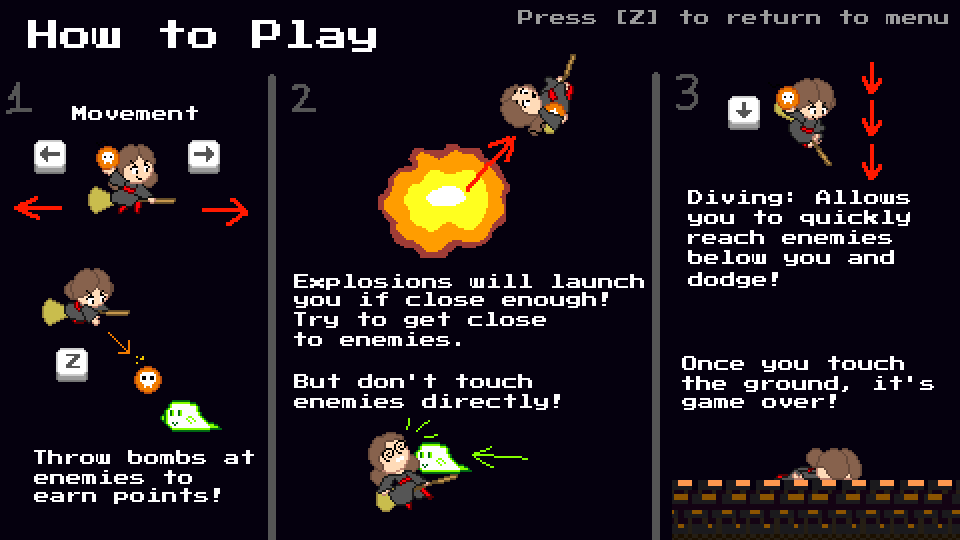 How to Play
Press [Z] to return to menu
1
Movement
←
→
Z
Throw bombs at
enemies to
earn points!
2
Explosions will launch
you if close enough!
Try to get close
to enemies.
But don't touch
enemies directly!
3
↓
Diving: Allows
you to quickly
reach enemies
below you and
dodge!
Once you touch
the ground, it's
game over!